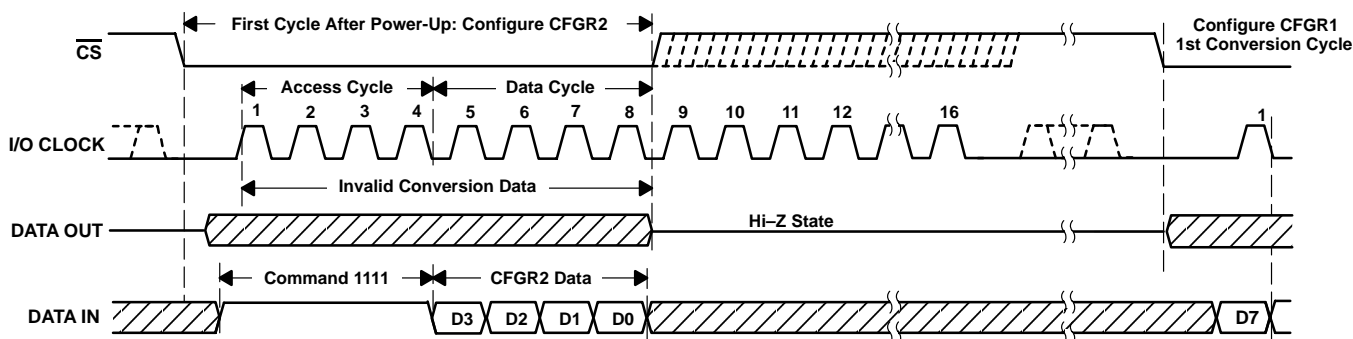 First Cycle After Power-Up: Configure CFGR2
Configure CFGR1
1st Conversion Cycle
CS
Access Cycle
Data Cycle
1 2 3 4 5 6 7 8 9 10 11 12 16 1
I/O CLOCK
Invalid Conversion Data
DATA OUT
Hi–Z State
Command 1111
CFGR2 Data
DATA IN
D3 D2 D1 D0 D7